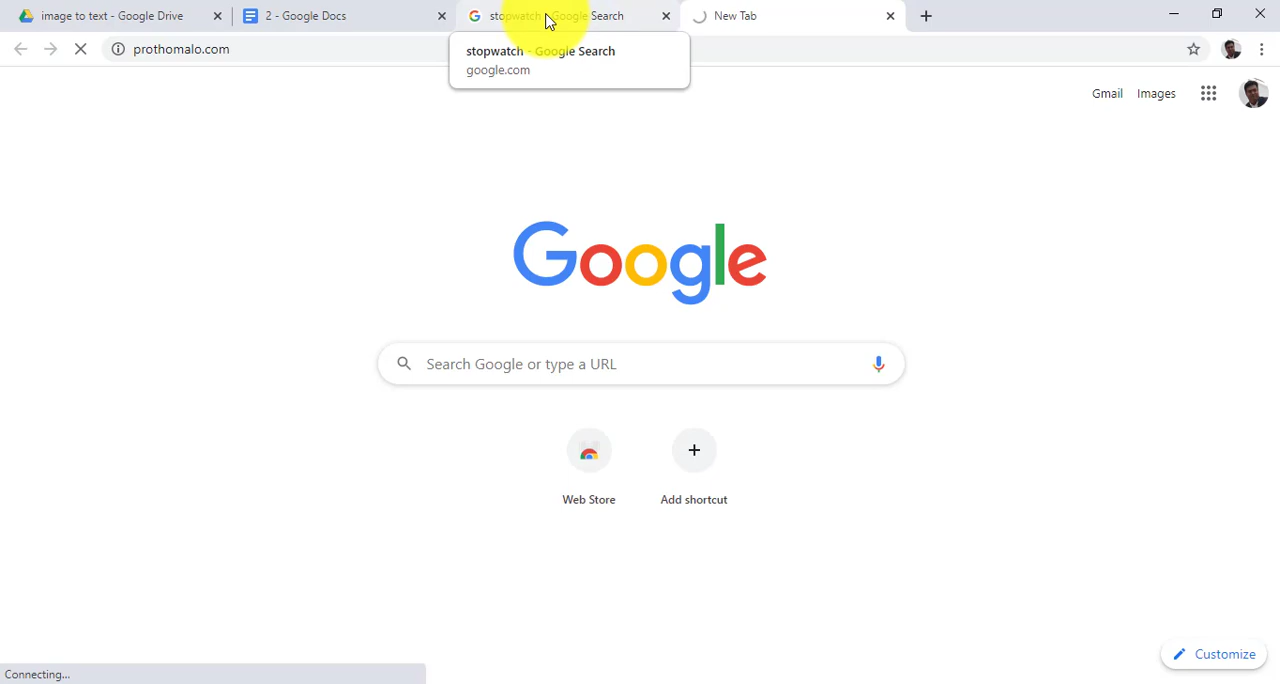 image to text - Google Drive
2 - Google Docs
stopwatch - Google Search
New Tab
prothomalo.com
stopwatch - Google Search
google.com
Gmail
Images
Google
Search Google or type a URL
Web Store
Add shortcut
Customize
Connecting...